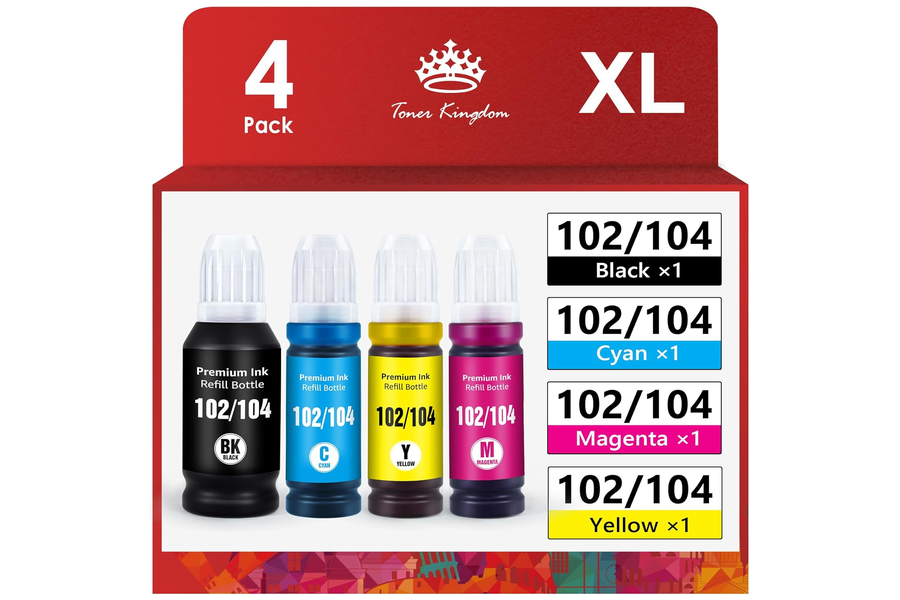 4
Pack
Toner Kingdom
XL
Premium Ink
Refill Bottle
102/104
BK
BLACK
Premium Ink
Refill Bottle
102/104
C
CYAN
Premium Ink
Refill Bottle
102/104
Y
YELLOW
Premium Ink
Refill Bottle
102/104
M
MAGENTA
102/104
Black ×1
102/104
Cyan ×1
102/104
Magenta ×1
102/104
Yellow ×1